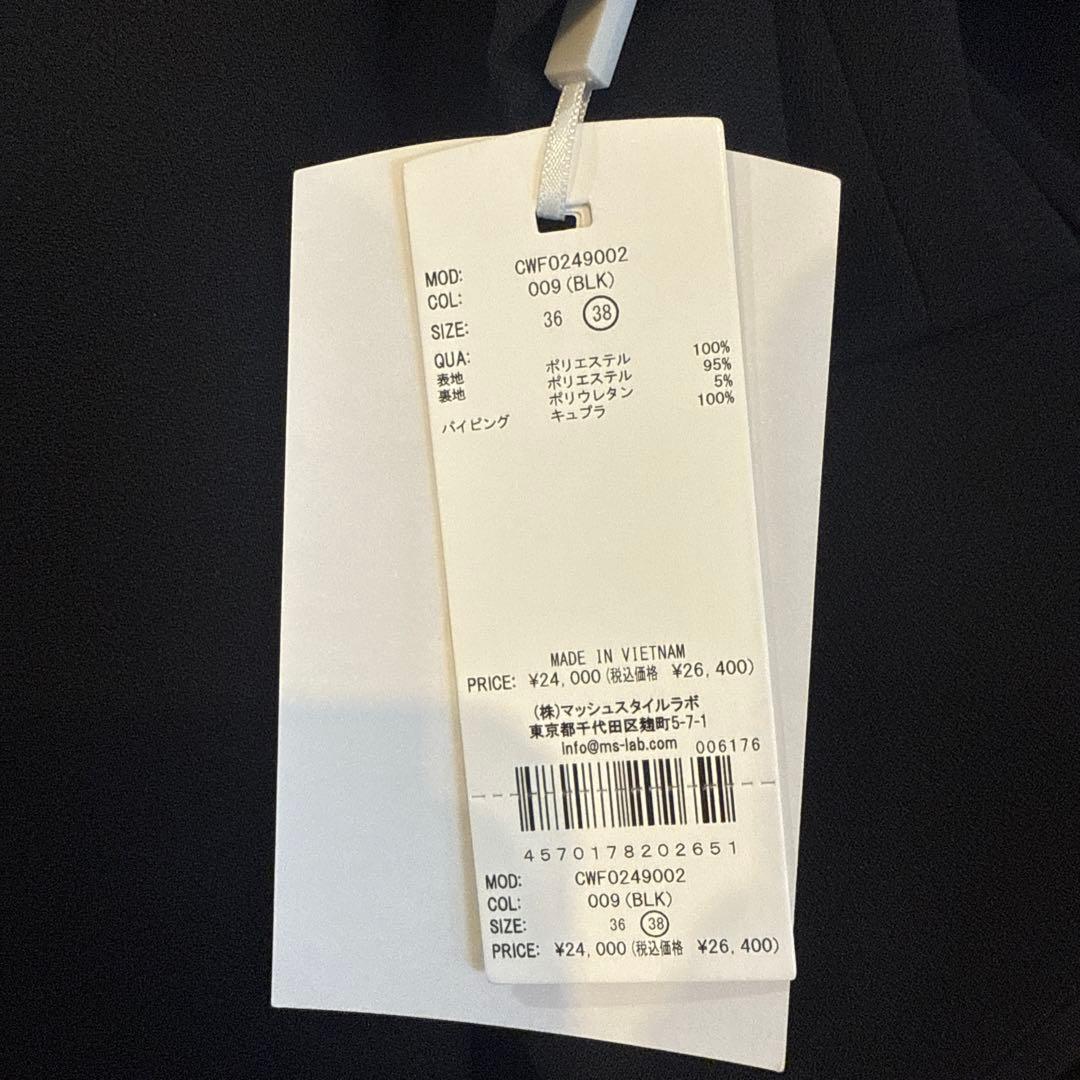 MOD: CWF0249002
COL: 009(BLK)
SIZE: 36 38
QUA:
表地 ポリエステル 100%
裏地 ポリエステル 95%
ポリウレタン 5%
パイピング キュプラ 100%
MADE IN VIETNAM
PRICE: ¥24,000(税込価格 ¥26,400)
(株)マッシュスタイルラボ
東京都千代田区麹町5-7-1
info@ms-lab.com 006176
4570178202651
MOD: CWF0249002
COL: 009(BLK)
SIZE: 36 38
PRICE: ¥24,000(税込価格 ¥26,400)